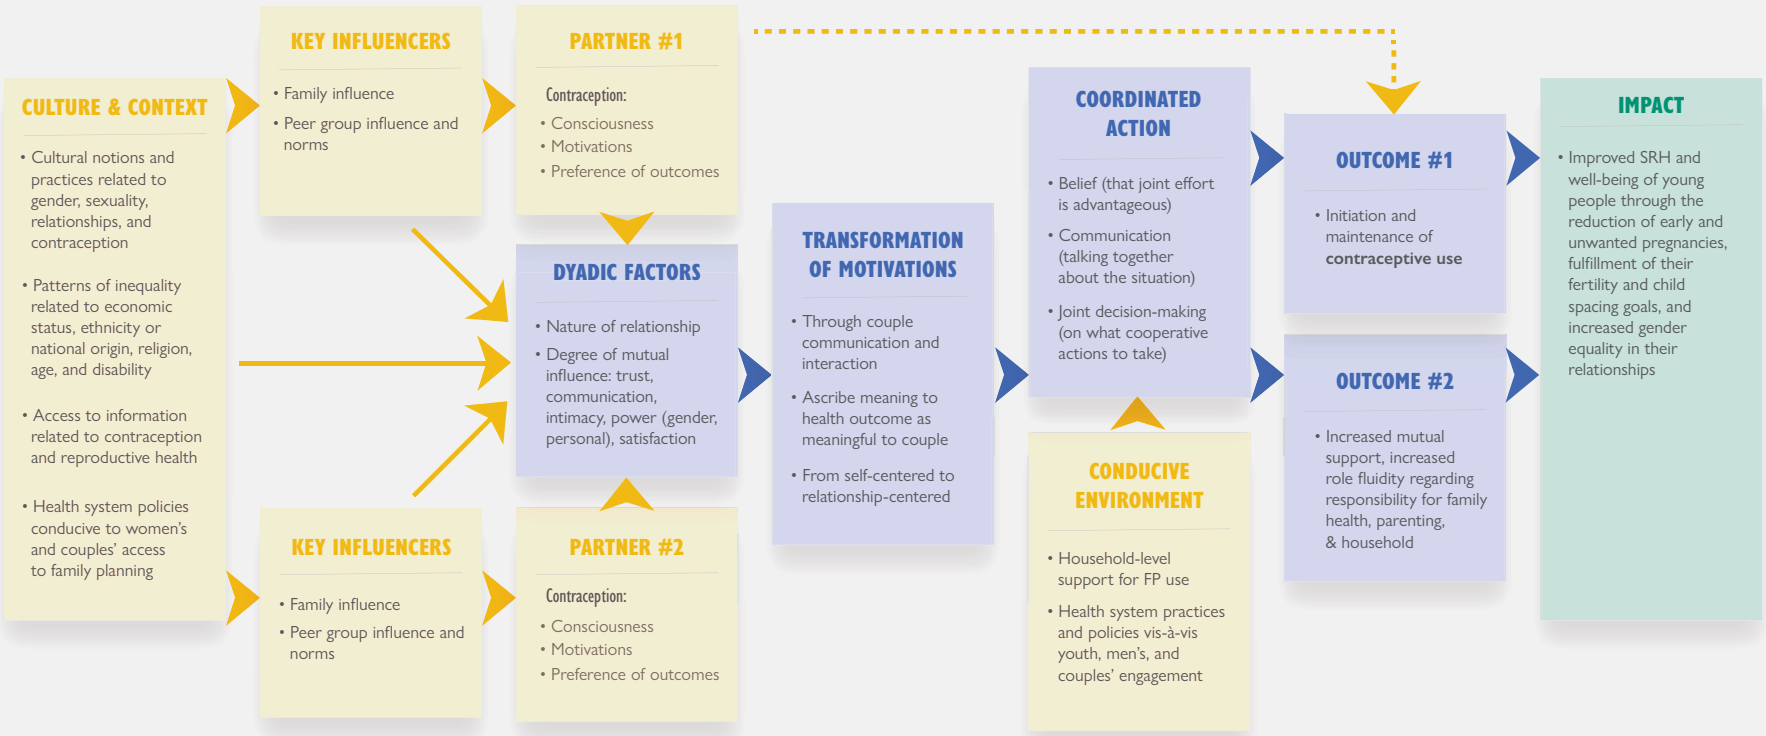 CULTURE & CONTEXT
• Cultural notions and
practices related to
gender, sexuality,
relationships, and
contraception
• Patterns of inequality
related to economic
status, ethnicity or
national origin, religion,
age, and disability
• Access to information
related to contraception
and reproductive health
• Health system policies
conducive to women’s
and couples’ access
to family planning
KEY INFLUENCERS
• Family influence
• Peer group influence and
norms
PARTNER #1
Contraception:
• Consciousness
• Motivations
• Preference of outcomes
DYADIC FACTORS
• Nature of relationship
• Degree of mutual
influence: trust,
communication,
intimacy, power (gender,
personal), satisfaction
KEY INFLUENCERS
• Family influence
• Peer group influence and
norms
PARTNER #2
Contraception:
• Consciousness
• Motivations
• Preference of outcomes
TRANSFORMATION
OF MOTIVATIONS
• Through couple
communication and
interaction
• Ascribe meaning to
health outcome as
meaningful to couple
• From self-centered to
relationship-centered
COORDINATED
ACTION
• Belief (that joint effort
is advantageous)
• Communication
(talking together
about the situation)
• Joint decision-making
(on what cooperative
actions to take)
CONDUCIVE
ENVIRONMENT
• Household-level
support for FP use
• Health system practices
and policies vis-à-vis
youth, men’s, and
couples’ engagement
OUTCOME #1
• Initiation and
maintenance of
contraceptive use
OUTCOME #2
• Increased mutual
support, increased
role fluidity regarding
responsibility for family
health, parenting,
& household
IMPACT
• Improved SRH and
well-being of young
people through the
reduction of early and
unwanted pregnancies,
fulfillment of their
fertility and child
spacing goals, and
increased gender
equality in their
relationships